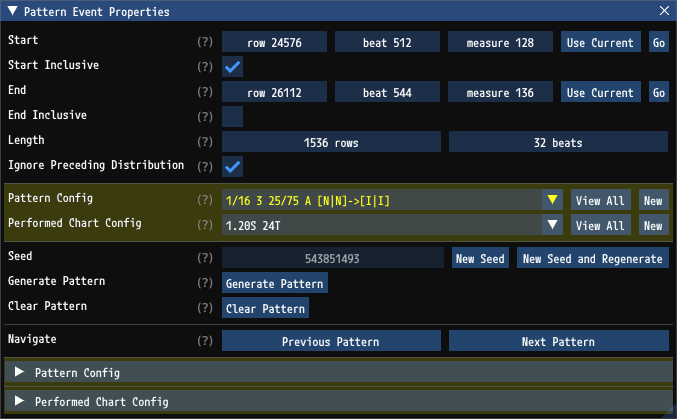 Pattern Event Properties
Start (?) row 24576 beat 512 measure 128 Use Current Go
Start Inclusive (?)
End (?) row 26112 beat 544 measure 136 Use Current Go
End Inclusive (?)
Length (?) 1536 rows 32 beats
Ignore Preceding Distribution (?)
Pattern Config (?) 1/16 3 25/75 A [N|N]->[I|I] View All New
Performed Chart Config (?) 1.20S 24T View All New
Seed (?) 543851493 New Seed New Seed and Regenerate
Generate Pattern (?) Generate Pattern
Clear Pattern (?) Clear Pattern
Navigate (?) Previous Pattern Next Pattern
Pattern Config
Performed Chart Config